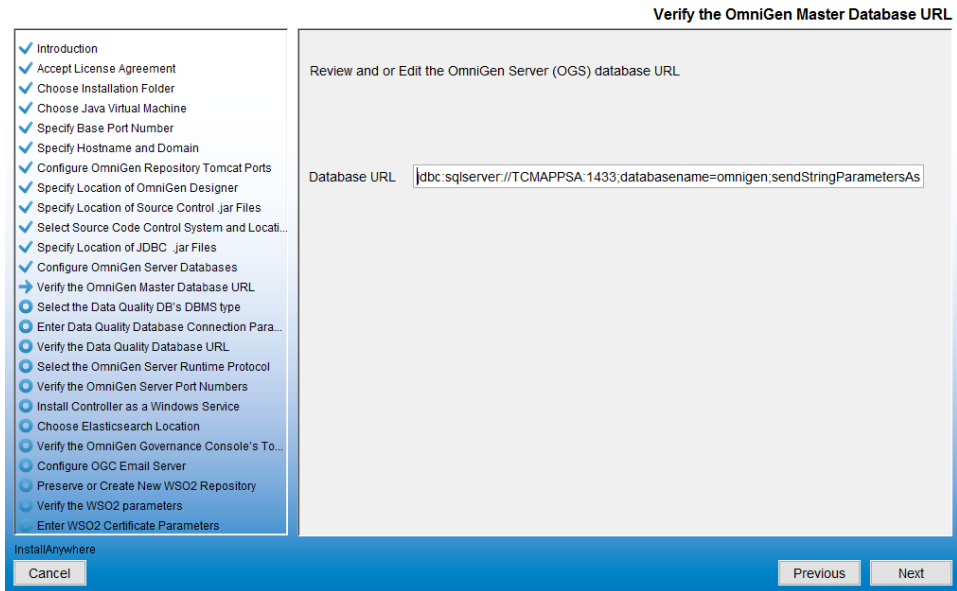 Verify the OmniGen Master Database URL
Introduction
Accept License Agreement
Choose Installation Folder
Choose Java Virtual Machine
Specify Base Port Number
Specify Hostname and Domain
Configure OmniGen Repository Tomcat Ports
Specify Location of OmniGen Designer
Specify Location of Source Control .jar Files
Select Source Code Control System and Locati...
Specify Location of JDBC .jar Files
Configure OmniGen Server Databases
Verify the OmniGen Master Database URL
Select the Data Quality DB's DBMS type
Enter Data Quality Database Connection Para...
Verify the Data Quality Database URL
Select the OmniGen Server Runtime Protocol
Verify the OmniGen Server Port Numbers
Install Controller as a Windows Service
Choose Elasticsearch Location
Verify the OmniGen Governance Console's To...
Configure OGC Email Server
Preserve or Create New WSO2 Repository
Verify the WSO2 parameters
Enter WSO2 Certificate Parameters
Review and or Edit the OmniGen Server (OGS) database URL
Database URL jdbc:sqlserver://TCMAPPSA:1433;databasename=omnigen;sendStringParametersAs
InstallAnywhere
Cancel Previous Next